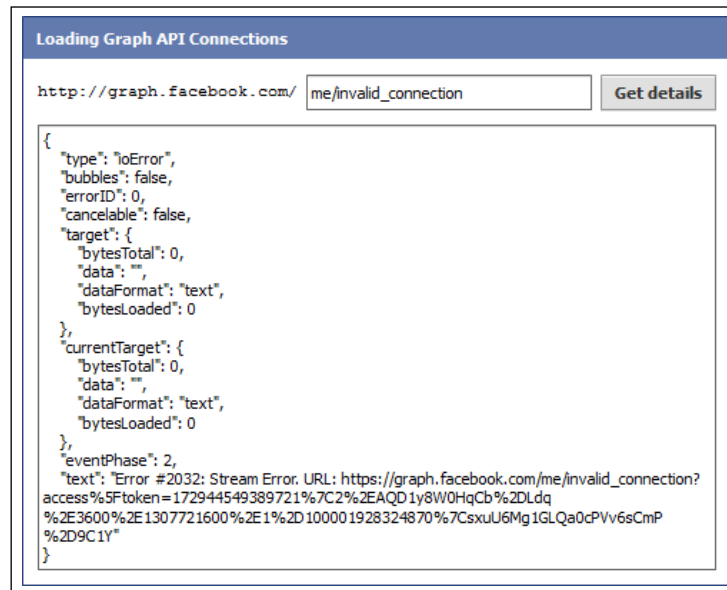 Loading Graph API Connections
http://graph.facebook.com/ me/invalid_connection Get details
{
"type": "ioError",
"bubbles": false,
"errorID": 0,
"cancelable": false,
"target": {
"bytesTotal": 0,
"data": "",
"dataFormat": "text",
"bytesLoaded": 0
},
"currentTarget": {
"bytesTotal": 0,
"data": "",
"dataFormat": "text",
"bytesLoaded": 0
},
"eventPhase": 2,
"text": "Error #2032: Stream Error. URL: https://graph.facebook.com/me/invalid_connection?
access%5Ftoken=172944549389721%7C2%2EAQD1y8W0HqCb%2DLdq
%2E3600%2E1307721600%2E1%2D100001928324870%7CsxuU6Mg1GLQa0cPVv6sCmP
%2D9C1Y"
}